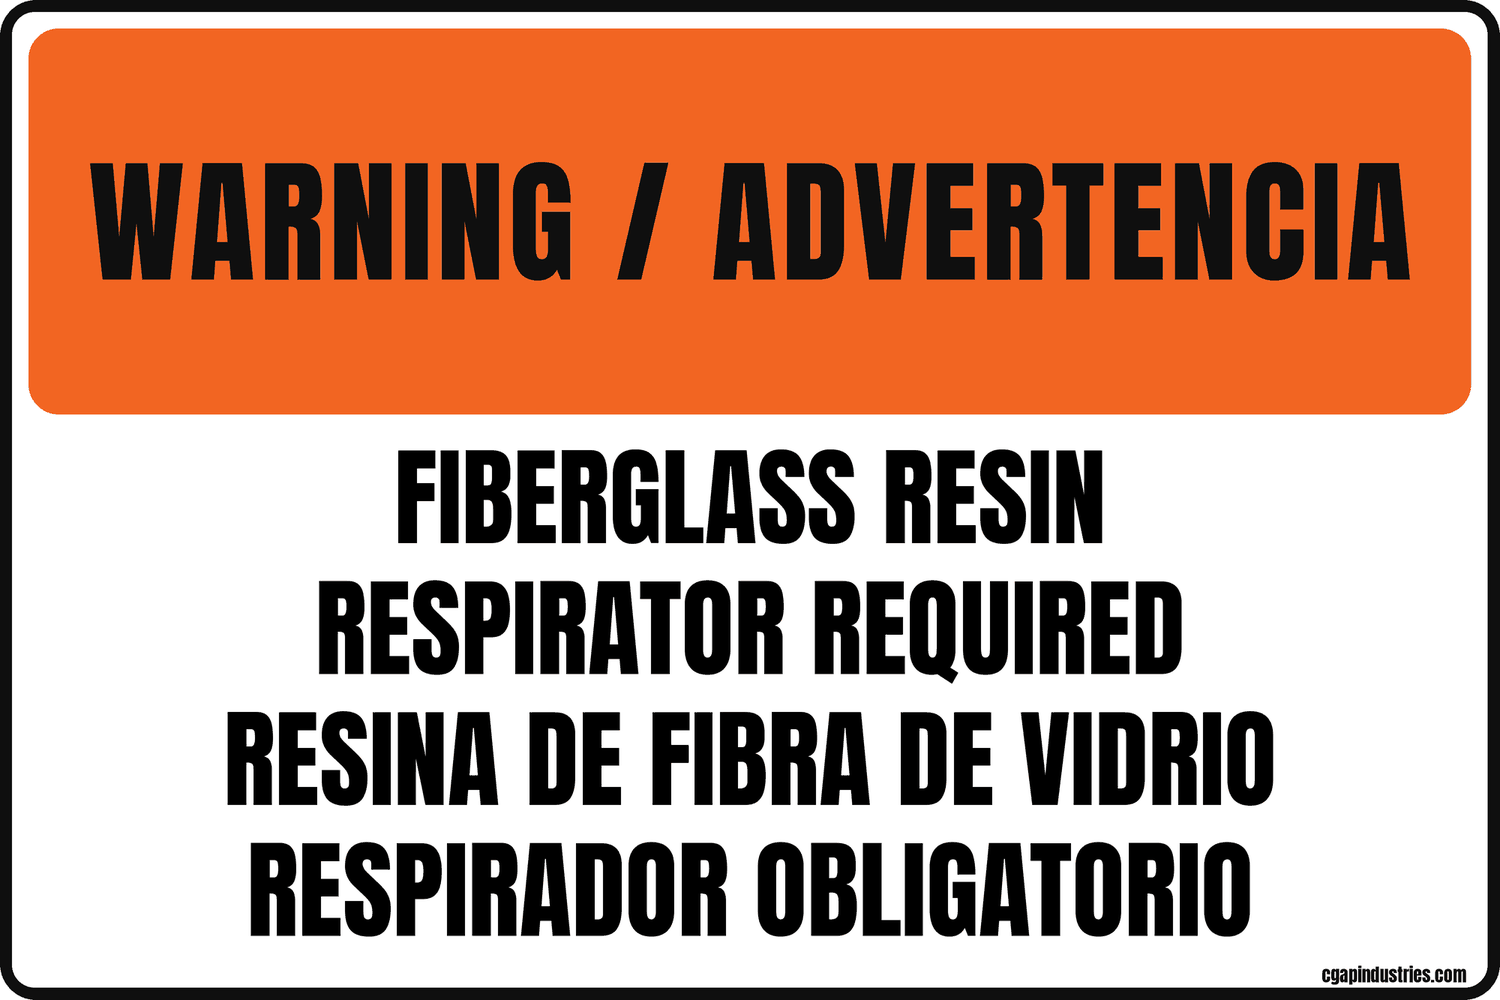 WARNING / ADVERTENCIA
FIBERGLASS RESIN
RESPIRATOR REQUIRED
RESINA DE FIBRA DE VIDRIO
RESPIRADOR OBLIGATORIO
cgapindustries.com